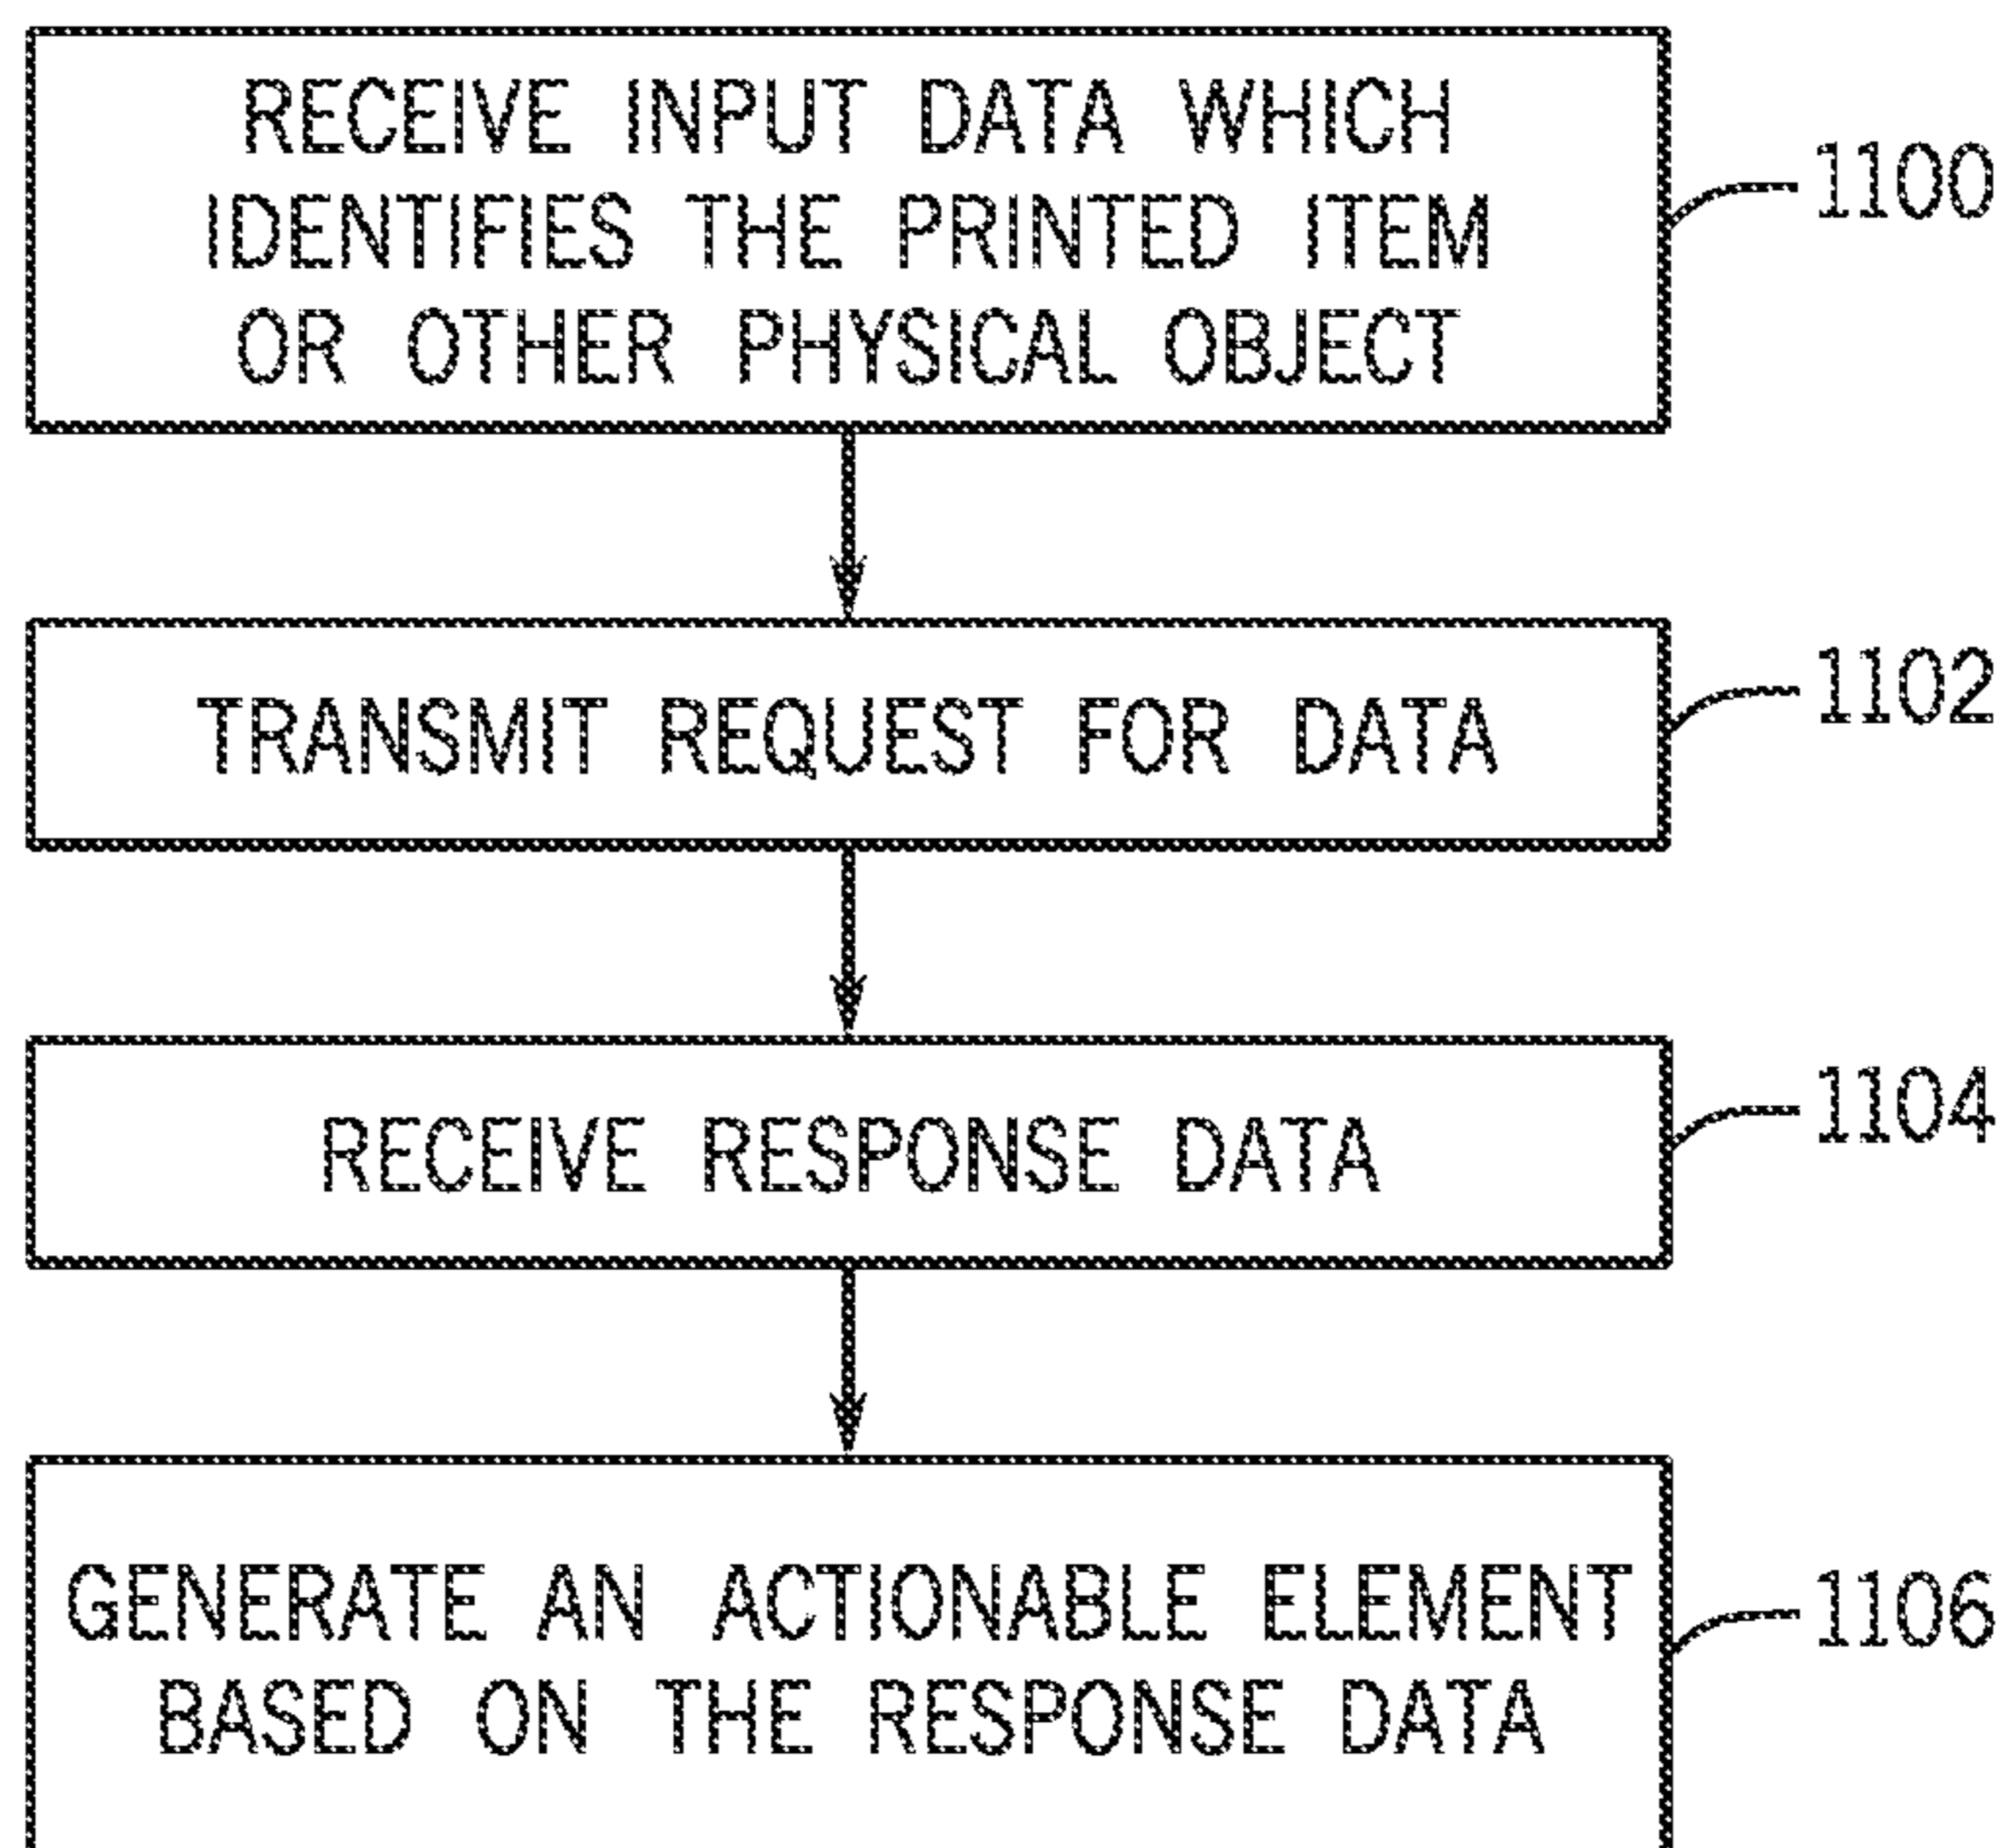 RECEIVE INPUT DATA WHICH
IDENTIFIES THE PRINTED ITEM
OR OTHER PHYSICAL OBJECT
1100
TRANSMIT REQUEST FOR DATA
1102
RECEIVE RESPONSE DATA
1104
GENERATE AN ACTIONABLE ELEMENT
BASED ON THE RESPONSE DATA
1106